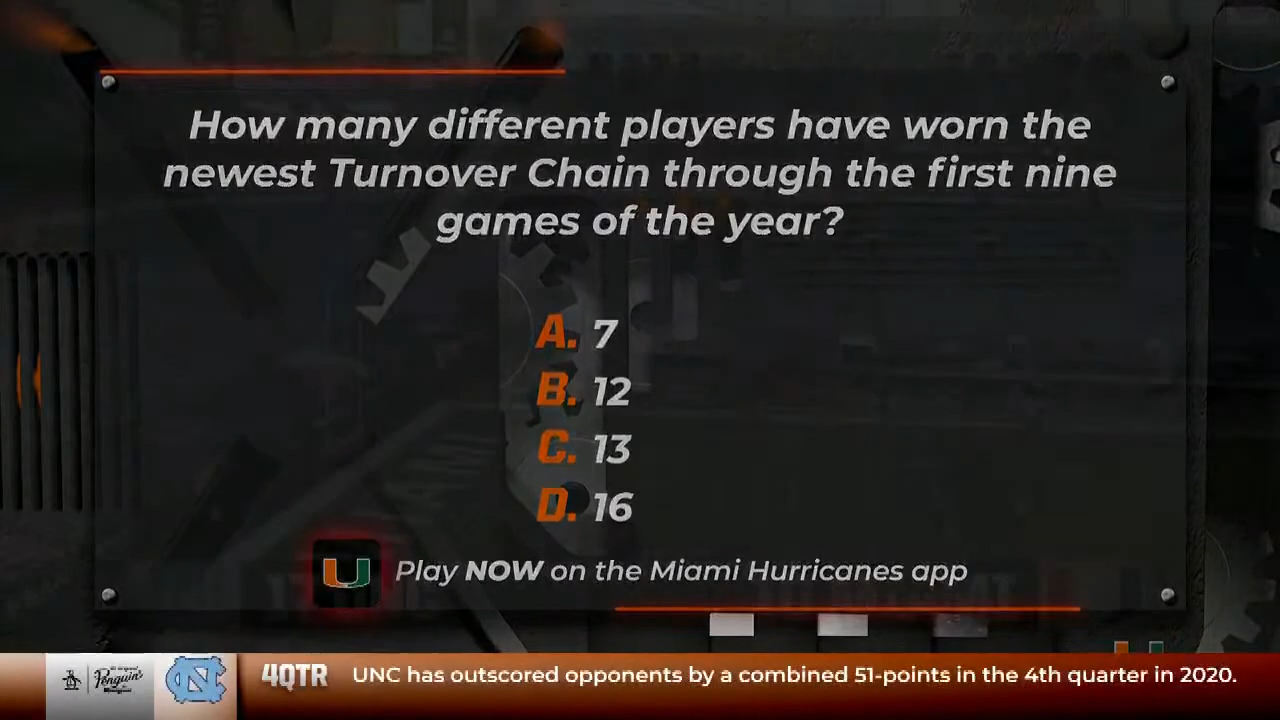 How many different players have worn the
newest Turnover Chain through the first nine
games of the year?
A. 7
B. 12
C. 13
D. 16
U Play NOW on the Miami Hurricanes app
Penguin NC 4QTR UNC has outscored opponents by a combined 51-points in the 4th quarter in 2020.